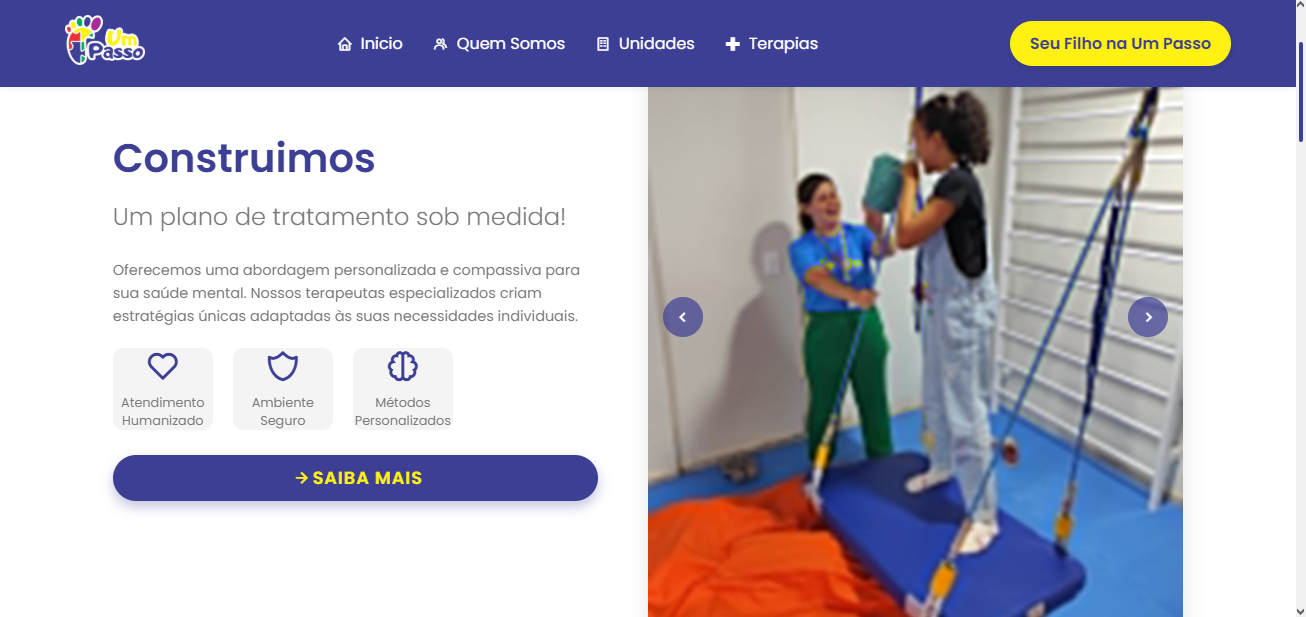 Um
Passo
Inicio
Quem Somos
Unidades
Terapias
Seu Filho na Um Passo
Construimos
Um plano de tratamento sob medida!
Oferecemos uma abordagem personalizada e compassiva para
sua saúde mental. Nossos terapeutas especializados criam
estratégias únicas adaptadas às suas necessidades individuais.
Atendimento
Humanizado
Ambiente
Seguro
Métodos
Personalizados
→ SAIBA MAIS